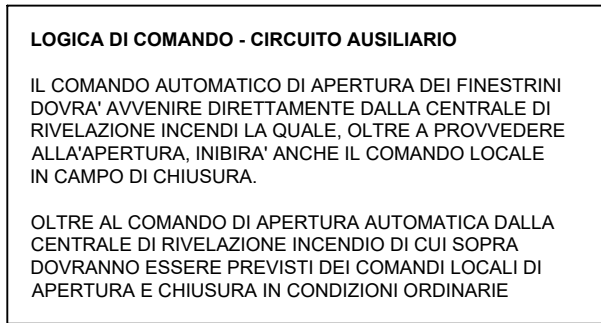 LOGICA DI COMANDO - CIRCUITO AUSILIARIO
IL COMANDO AUTOMATICO DI APERTURA DEI FINESTRINI
DOVRA' AVVENIRE DIRETTAMENTE DALLA CENTRALE DI
RIVELAZIONE INCENDI LA QUALE, OLTRE A PROVVEDERE
ALLA'APERTURA, INIBIRA' ANCHE IL COMANDO LOCALE
IN CAMPO DI CHIUSURA.
OLTRE AL COMANDO DI APERTURA AUTOMATICA DALLA
CENTRALE DI RIVELAZIONE INCENDIO DI CUI SOPRA
DOVRANNO ESSERE PREVISTI DEI COMANDI LOCALI DI
APERTURA E CHIUSURA IN CONDIZIONI ORDINARIE